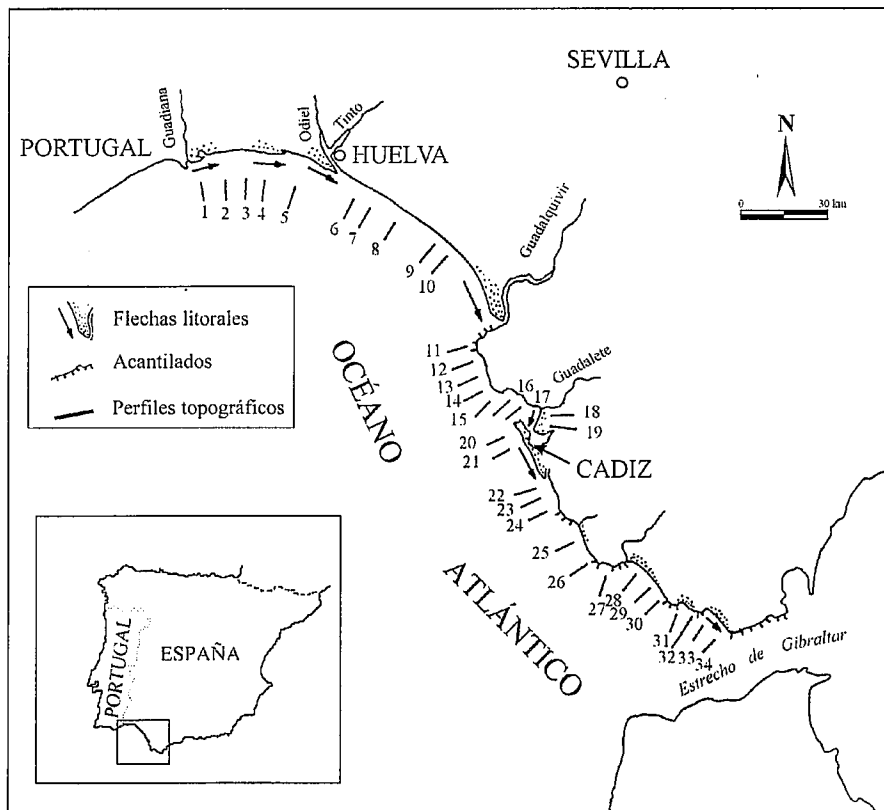 SEVILLA
Guadiana
Odiel
Tinto
PORTUGAL
HUELVA
N
0 30 km
Guadalquivir
1
2
3
4
5
6
7
8
9
10
Flechas litorales
Acantilados
Perfiles topográficos
OCÉANO
ATLÁNTICO
11
12
13
14
15
16
17
Guadalete
18
19
20
21
CADIZ
22
23
24
25
26
27
28
29
30
31
32
33
34
Estrecho de Gibraltar
PORTUGAL
ESPAÑA